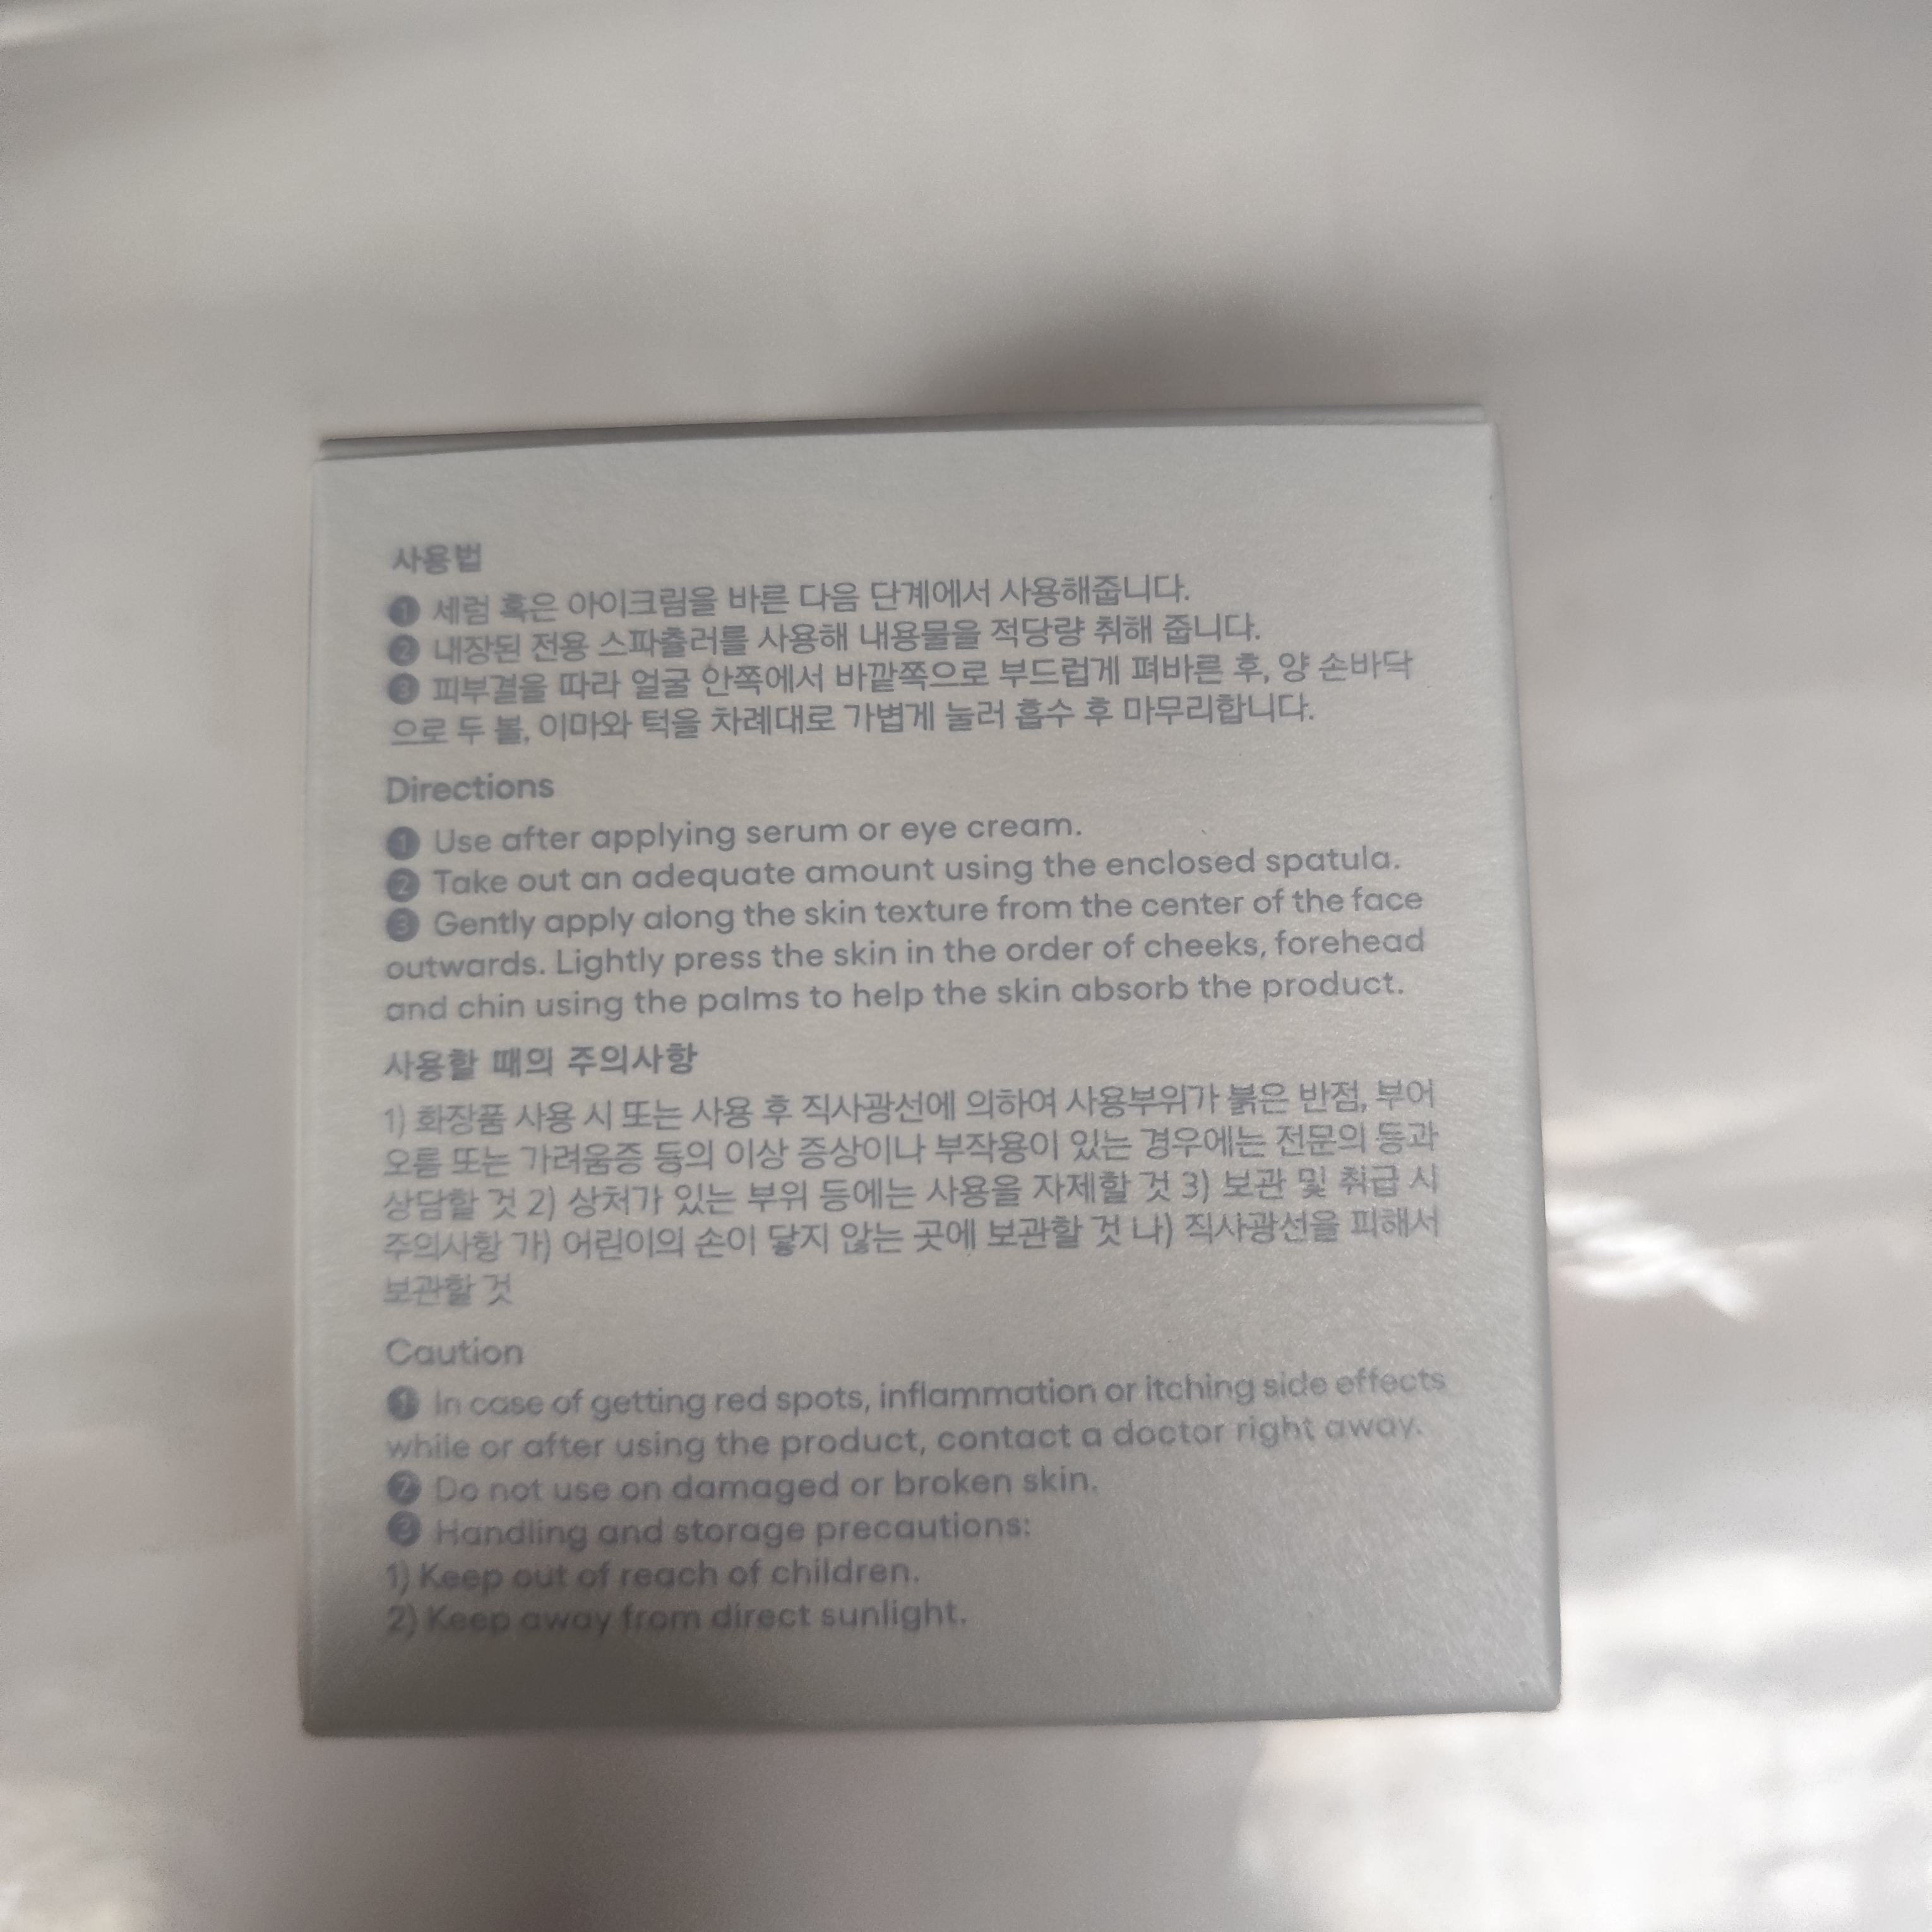 사용법
❶ 세럼 혹은 아이크림을 바른 다음 단계에서 사용해줍니다.
❷ 내장된 전용 스파츌러를 사용해 내용물을 적당량 취해 줍니다.
❸ 피부결을 따라 얼굴 안쪽에서 바깥쪽으로 부드럽게 펴바른 후, 양 손바닥
으로 두 볼, 이마와 턱을 차례대로 가볍게 눌러 흡수 후 마무리합니다.
Directions
❶ Use after applying serum or eye cream.
❷ Take out an adequate amount using the enclosed spatula.
❸ Gently apply along the skin texture from the center of the face
outwards. Lightly press the skin in the order of cheeks, forehead
and chin using the palms to help the skin absorb the product.
사용할 때의 주의사항
1) 화장품 사용 시 또는 사용 후 직사광선에 의하여 사용부위가 붉은 반점, 부어
오름 또는 가려움증 등의 이상 증상이나 부작용이 있는 경우에는 전문의 등과
상담할 것 2) 상처가 있는 부위 등에는 사용을 자제할 것 3) 보관 및 취급 시
주의사항 가) 어린이의 손이 닿지 않는 곳에 보관할 것 나) 직사광선을 피해서
보관할 것
Caution
❶ In case of getting red spots, inflammation or itching side effects
while or after using the product, contact a doctor right away.
❷ Do not use on damaged or broken skin.
❸ Handling and storage precautions:
1) Keep out of reach of children.
2) Keep away from direct sunlight.